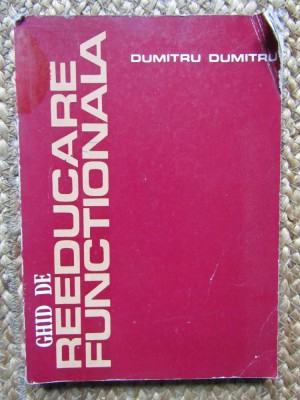 DUMITRU DUMITRU
GHID DE
REEDUCARE
FUNCTIONALA